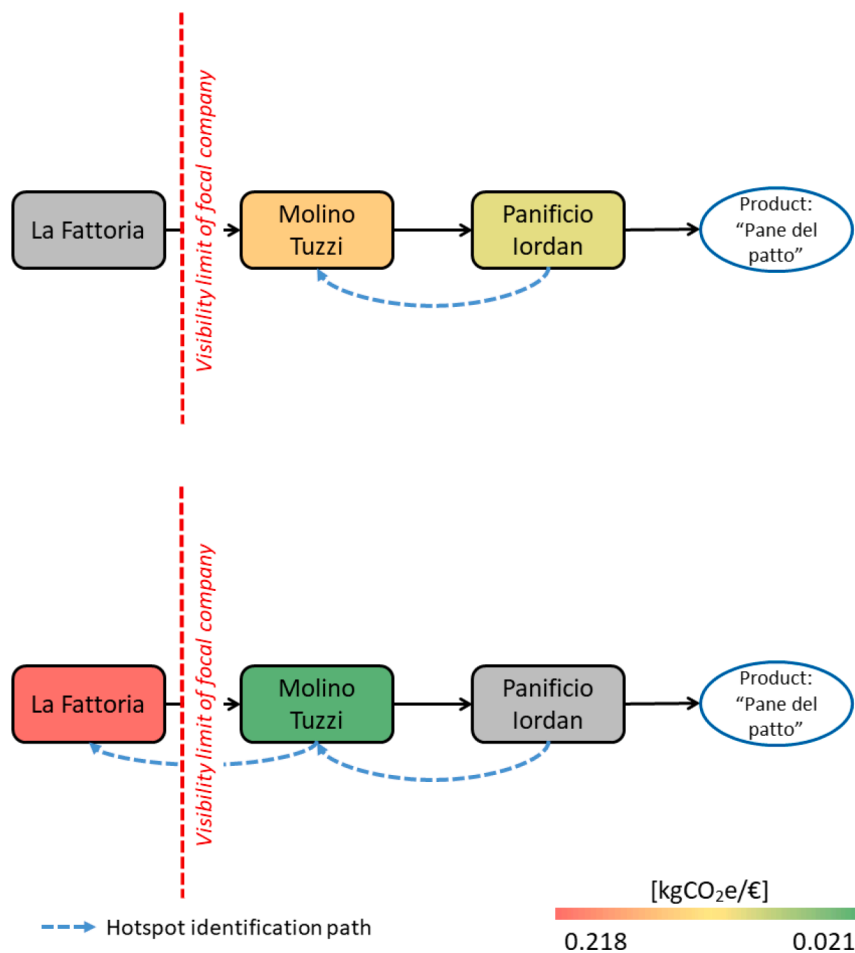 Visibility limit of focal company
La Fattoria
Molino
Tuzzi
Panificio
Iordan
Product:
“Pane del
patto”
Visibility limit of focal company
La Fattoria
Molino
Tuzzi
Panificio
Iordan
Product:
“Pane del
patto”
[kgCO₂e/€]
Hotspot identification path
0.218
0.021